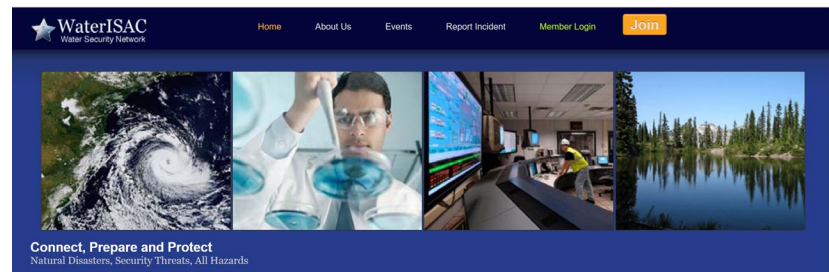 WaterISAC
Water Security Network
Home About Us Events Report Incident Member Login Join
Connect, Prepare and Protect
Natural Disasters, Security Threats, All Hazards